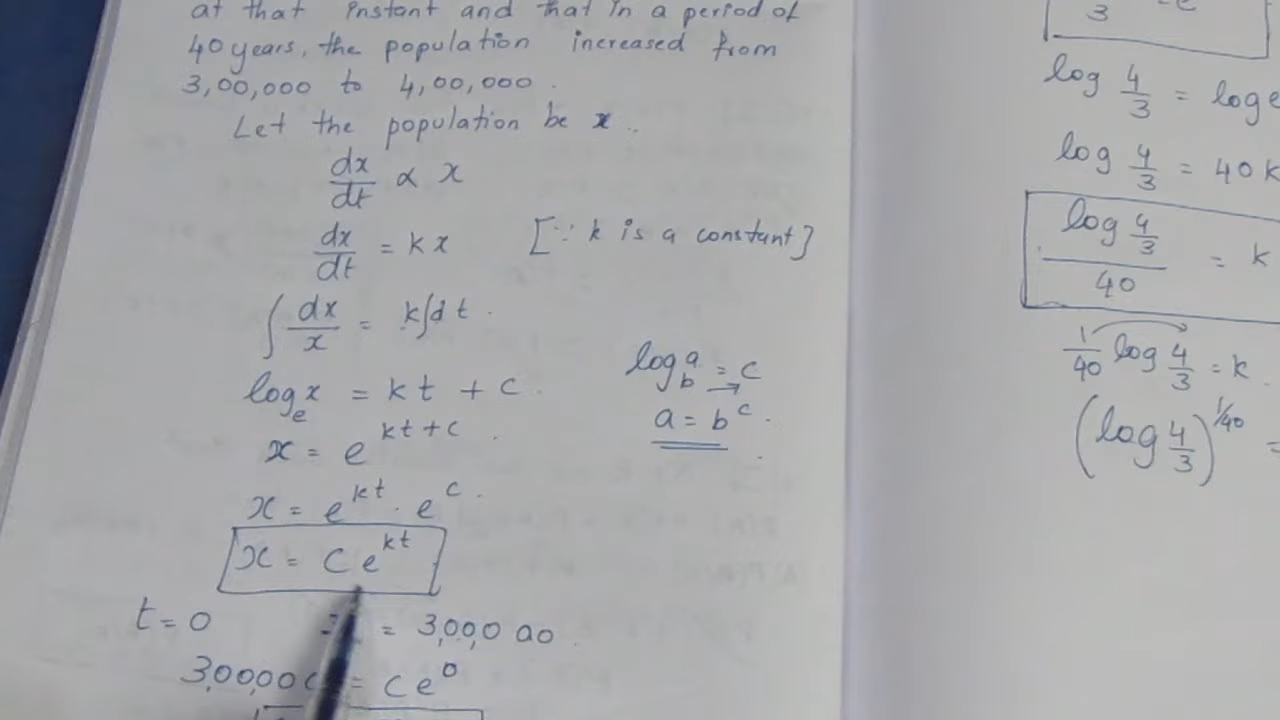 at that instant and that in a period of
40 years, the population increased from
3,00,000 to 4,00,000.
Let the population be x.
dx/dt ∝ x
dx/dt = kx [∵ k is a constant]
∫ dx/x = k∫dt.
logₑ x = kt + c.
x = e^(kt+c).
x = e^(kt) · e^c.
x = Ce^(kt)
t = 0 = 3,00,000.
= Ce^0
log_b a = c
a = b^c.
3
log 4/3 = log e
log 4/3 = 40k
(log 4/3)/40 = k
1/40 log 4/3 = k.
(log 4/3)^(1/40) =